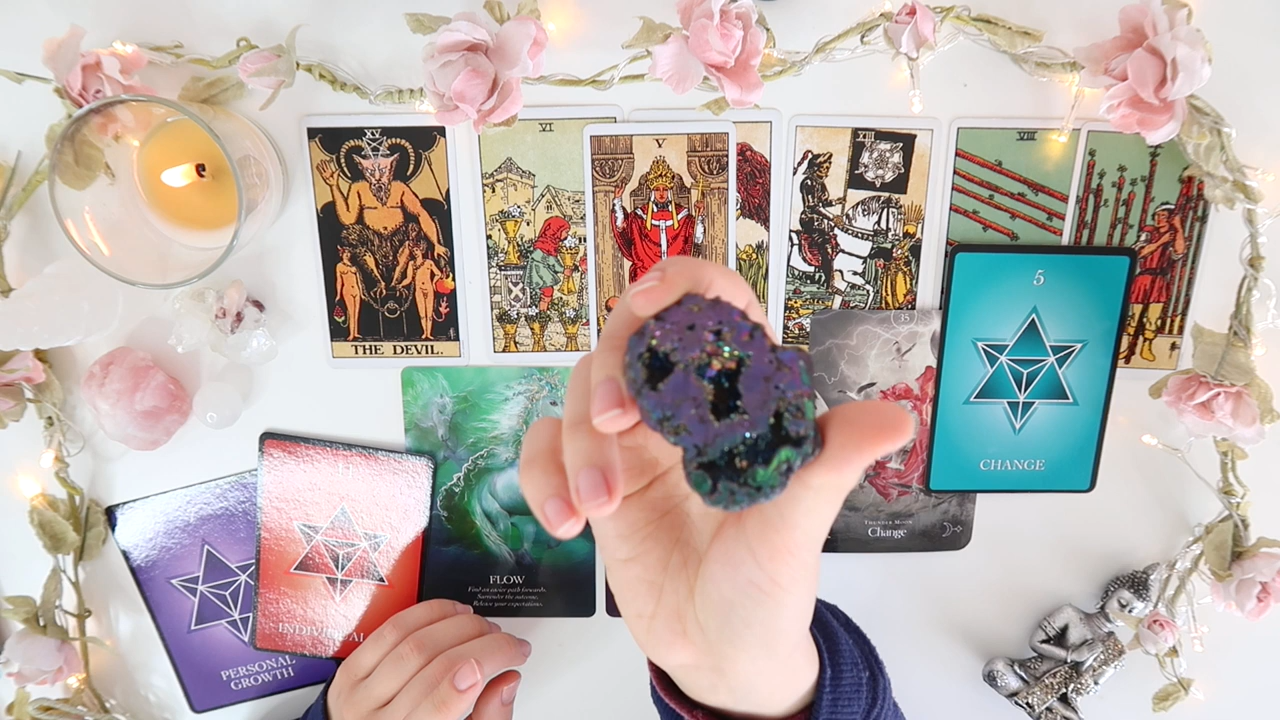 XV
THE DEVIL.
VI
V
XIII
VIII
5
CHANGE
35
THUNDER MOON
Change
FLOW
Find an easier path forwards.
Surrender the outcome.
Release your expectations.
PERSONAL
GROWTH